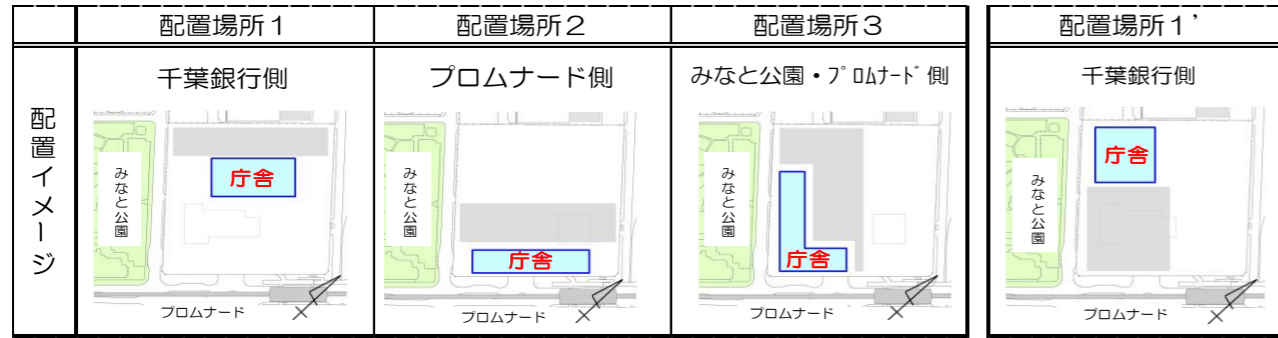 配置場所1
配置場所2
配置場所3
配置場所1’
配置イメージ
千葉銀行側
プロムナード側
みなと公園・ﾌﾟﾛﾑﾅｰﾄﾞ側
千葉銀行側
みなと公園
庁舎
プロムナード
みなと公園
庁舎
プロムナード
みなと公園
庁舎
プロムナード
みなと公園
庁舎
プロムナード